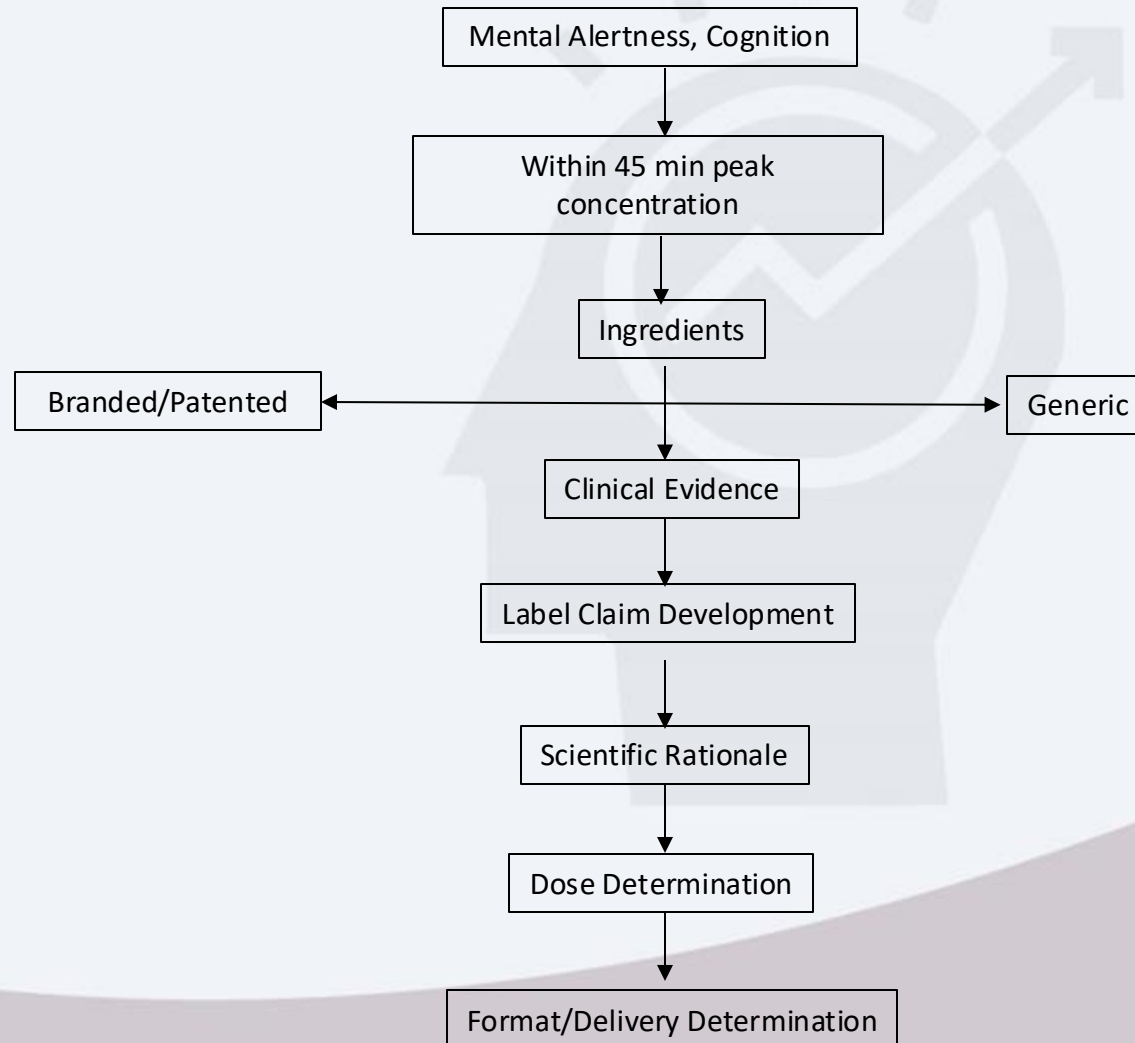 Mental Alertness, Cognition
Within 45 min peak
concentration
Ingredients
Branded/Patented
Generic
Clinical Evidence
Label Claim Development
Scientific Rationale
Dose Determination
Format/Delivery Determination